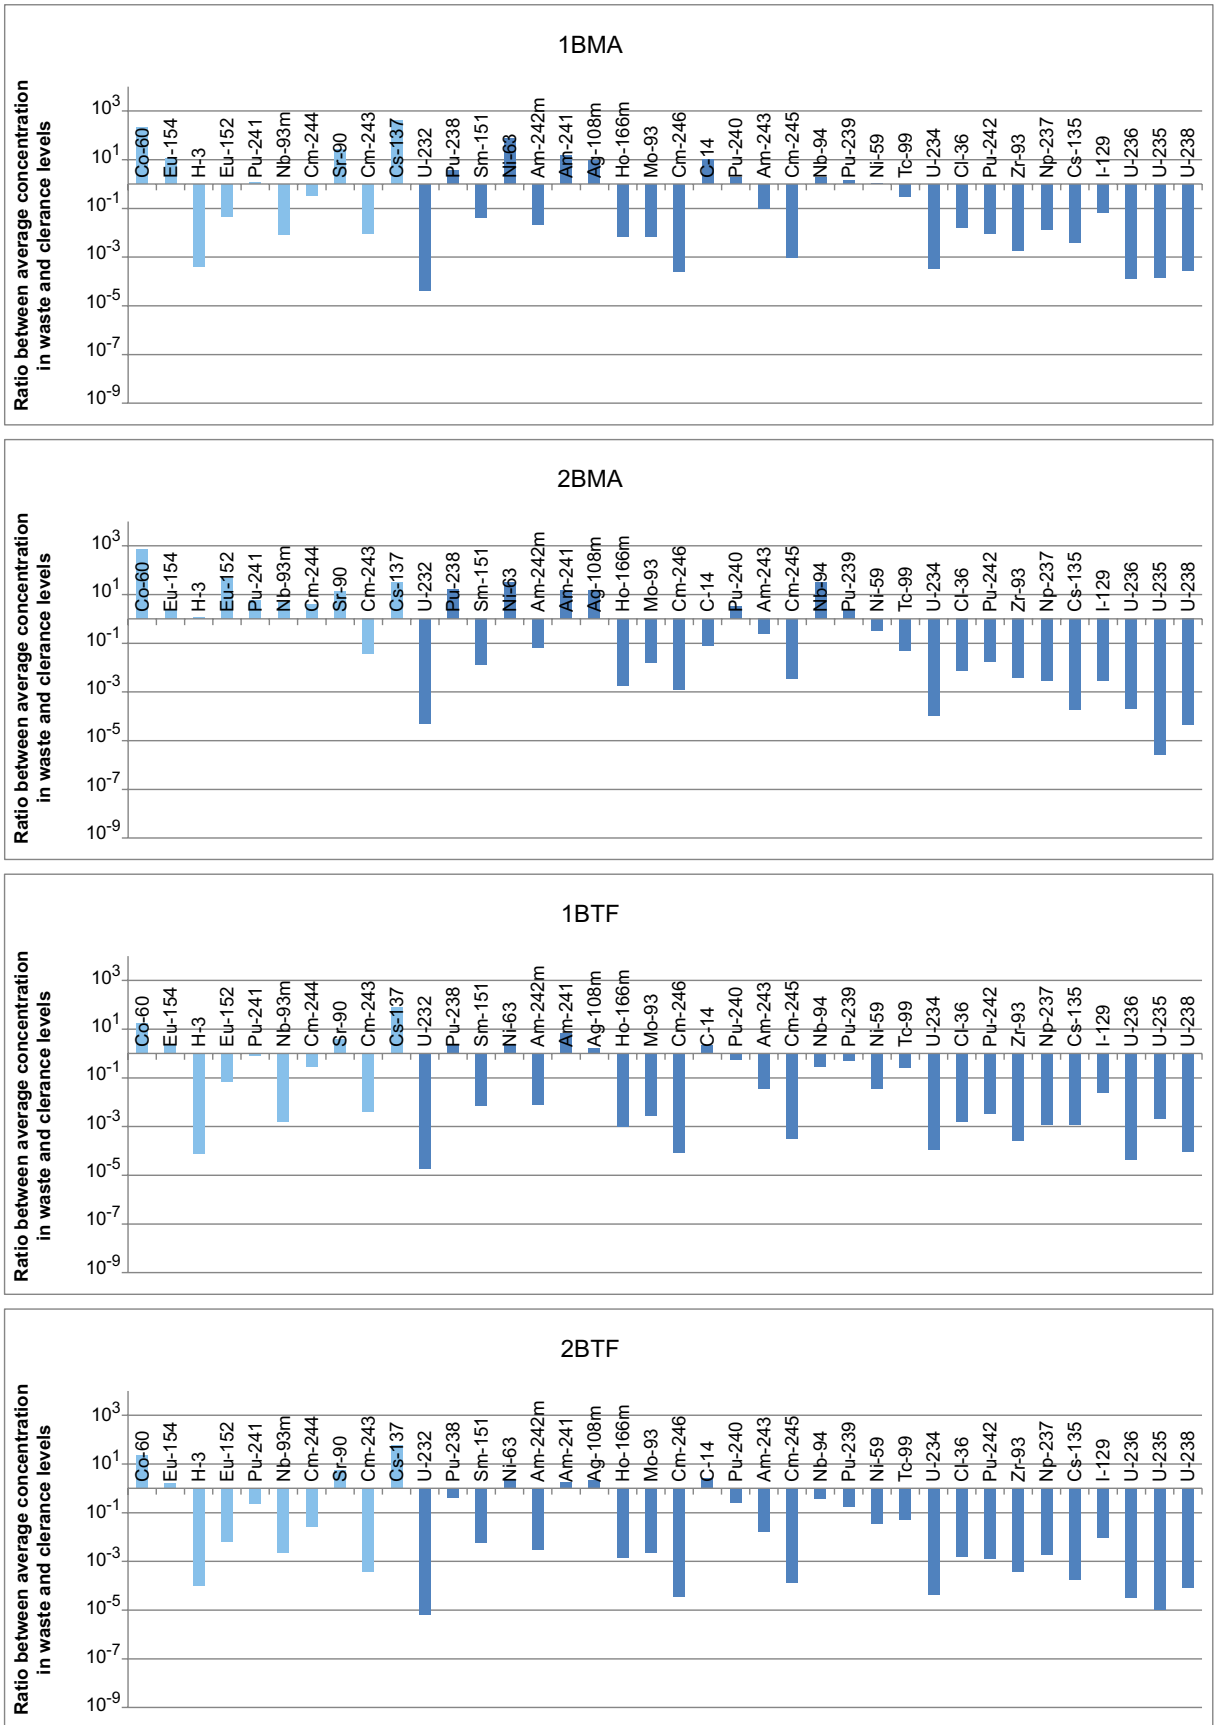 1BMA
Ratio between average concentration
in waste and clerance levels
10³
10¹
10⁻¹
10⁻³
10⁻⁵
10⁻⁷
10⁻⁹
Co-60 Eu-154 H-3 Eu-152 Pu-241 Nb-93m Cm-244 Sr-90 Cm-243 Cs-137 U-232 Pu-238 Sm-151 Ni-63 Am-242m Am-241 Ag-108m Ho-166m Mo-93 Cm-246 C-14 Pu-240 Am-243 Cm-245 Nb-94 Pu-239 Ni-59 Tc-99 U-234 Cl-36 Pu-242 Zr-93 Np-237 Cs-135 I-129 U-236 U-235 U-238
2BMA
Ratio between average concentration
in waste and clerance levels
10³
10¹
10⁻¹
10⁻³
10⁻⁵
10⁻⁷
10⁻⁹
Co-60 Eu-154 H-3 Eu-152 Pu-241 Nb-93m Cm-244 Sr-90 Cm-243 Cs-137 U-232 Pu-238 Sm-151 Ni-63 Am-242m Am-241 Ag-108m Ho-166m Mo-93 Cm-246 C-14 Pu-240 Am-243 Cm-245 Nb-94 Pu-239 Ni-59 Tc-99 U-234 Cl-36 Pu-242 Zr-93 Np-237 Cs-135 I-129 U-236 U-235 U-238
1BTF
Ratio between average concentration
in waste and clerance levels
10³
10¹
10⁻¹
10⁻³
10⁻⁵
10⁻⁷
10⁻⁹
Co-60 Eu-154 H-3 Eu-152 Pu-241 Nb-93m Cm-244 Sr-90 Cm-243 Cs-137 U-232 Pu-238 Sm-151 Ni-63 Am-242m Am-241 Ag-108m Ho-166m Mo-93 Cm-246 C-14 Pu-240 Am-243 Cm-245 Nb-94 Pu-239 Ni-59 Tc-99 U-234 Cl-36 Pu-242 Zr-93 Np-237 Cs-135 I-129 U-236 U-235 U-238
2BTF
Ratio between average concentration
in waste and clerance levels
10³
10¹
10⁻¹
10⁻³
10⁻⁵
10⁻⁷
10⁻⁹
Co-60 Eu-154 H-3 Eu-152 Pu-241 Nb-93m Cm-244 Sr-90 Cm-243 Cs-137 U-232 Pu-238 Sm-151 Ni-63 Am-242m Am-241 Ag-108m Ho-166m Mo-93 Cm-246 C-14 Pu-240 Am-243 Cm-245 Nb-94 Pu-239 Ni-59 Tc-99 U-234 Cl-36 Pu-242 Zr-93 Np-237 Cs-135 I-129 U-236 U-235 U-238